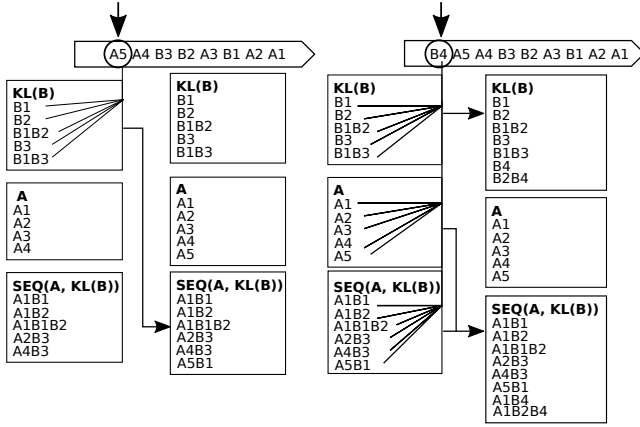 A5 A4 B3 B2 A3 B1 A2 A1
KL(B)
B1
B2
B1B2
B3
B1B3
A
A1
A2
A3
A4
SEQ(A, KL(B))
A1B1
A1B2
A1B1B2
A2B3
A4B3
KL(B)
B1
B2
B1B2
B3
B1B3
A
A1
A2
A3
A4
A5
SEQ(A, KL(B))
A1B1
A1B2
A1B1B2
A2B3
A4B3
A5B1
B4 A5 A4 B3 B2 A3 B1 A2 A1
KL(B)
B1
B2
B1B2
B3
B1B3
A
A1
A2
A3
A4
A5
SEQ(A, KL(B))
A1B1
A1B2
A1B1B2
A2B3
A4B3
A5B1
KL(B)
B1
B2
B1B2
B3
B1B3
B4
B2B4
A
A1
A2
A3
A4
A5
SEQ(A, KL(B))
A1B1
A1B2
A1B1B2
A2B3
A4B3
A5B1
A1B4
A1B2B4